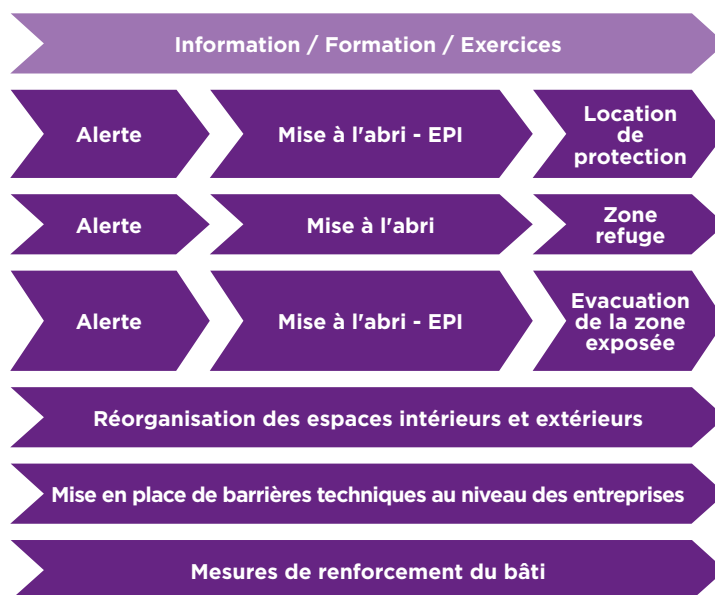 Information / Formation / Exercices
Alerte
Mise à l'abri - EPI
Location
de
protection
Alerte
Mise à l'abri
Zone
refuge
Alerte
Mise à l'abri - EPI
Evacuation
de la zone
exposée
Réorganisation des espaces intérieurs et extérieurs
Mise en place de barrières techniques au niveau des entreprises
Mesures de renforcement du bâti